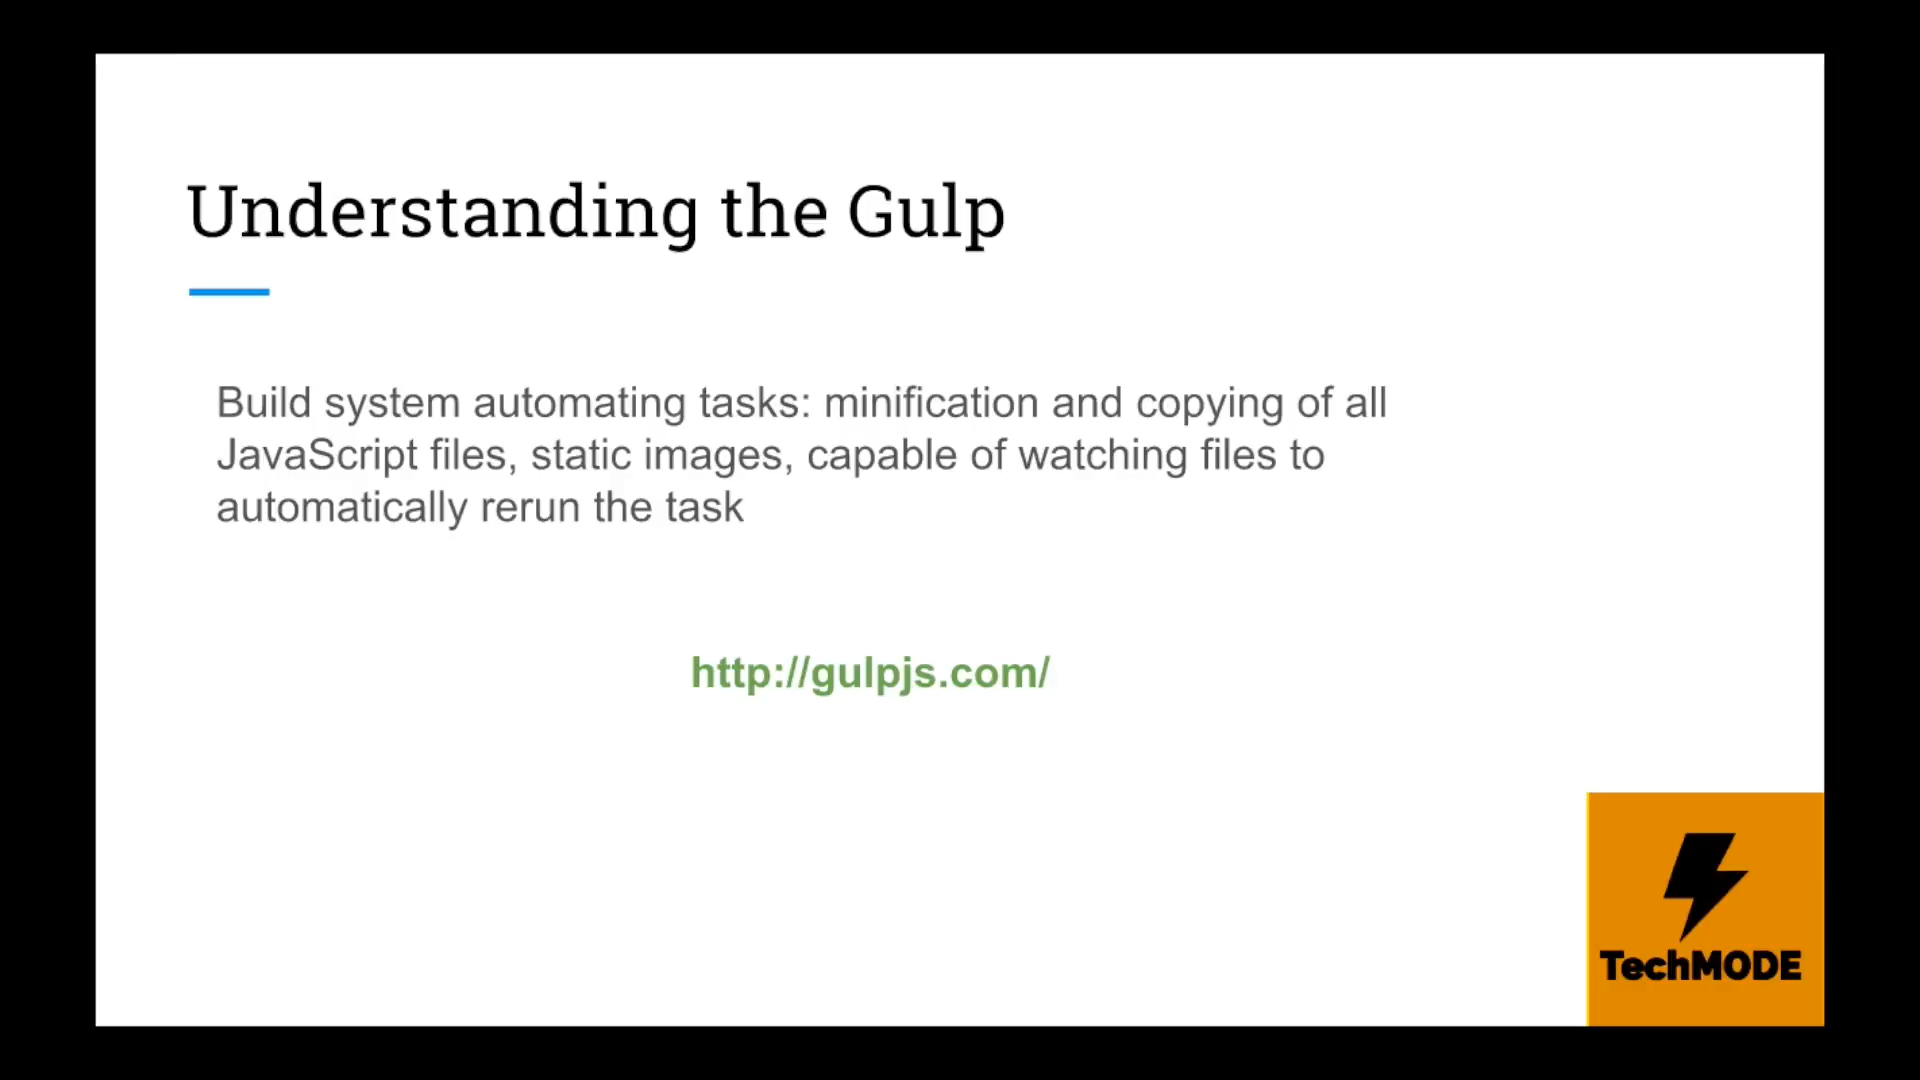 Understanding the Gulp
Build system automating tasks: minification and copying of all
JavaScript files, static images, capable of watching files to
automatically rerun the task
http://gulpjs.com/
TechMODE